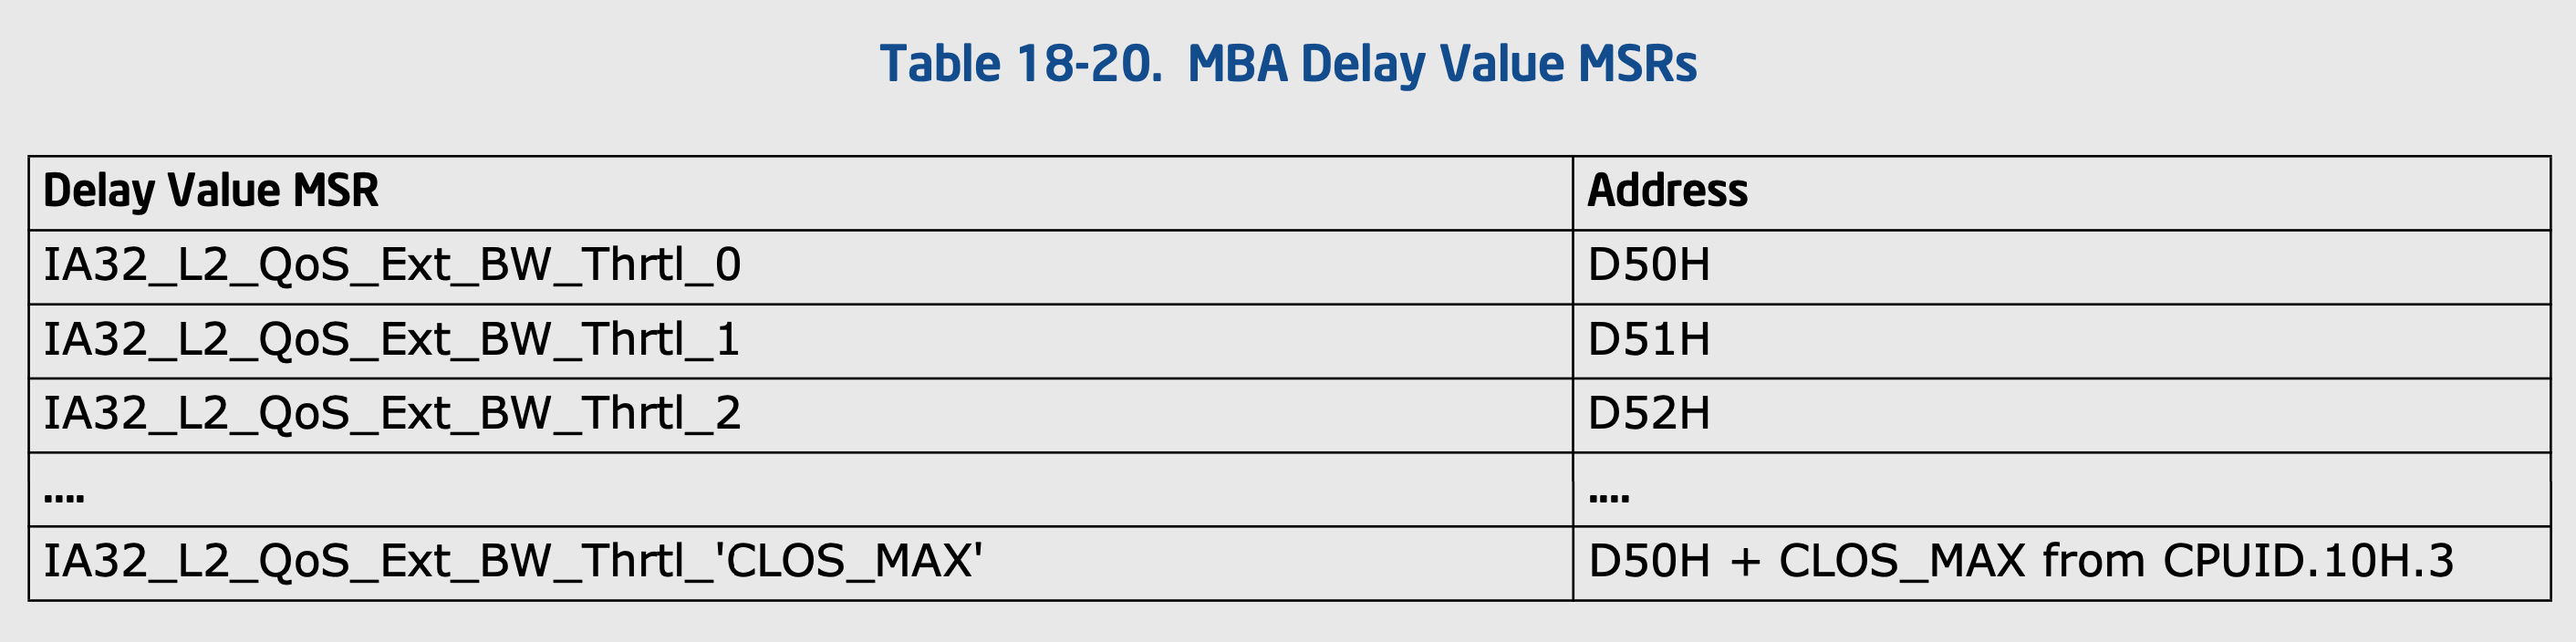 Table 18-20. MBA Delay Value MSRs
Delay Value MSR Address
IA32_L2_QoS_Ext_BW_Thrtl_0 D50H
IA32_L2_QoS_Ext_BW_Thrtl_1 D51H
IA32_L2_QoS_Ext_BW_Thrtl_2 D52H
.... ....
IA32_L2_QoS_Ext_BW_Thrtl_'CLOS_MAX' D50H + CLOS_MAX from CPUID.10H.3